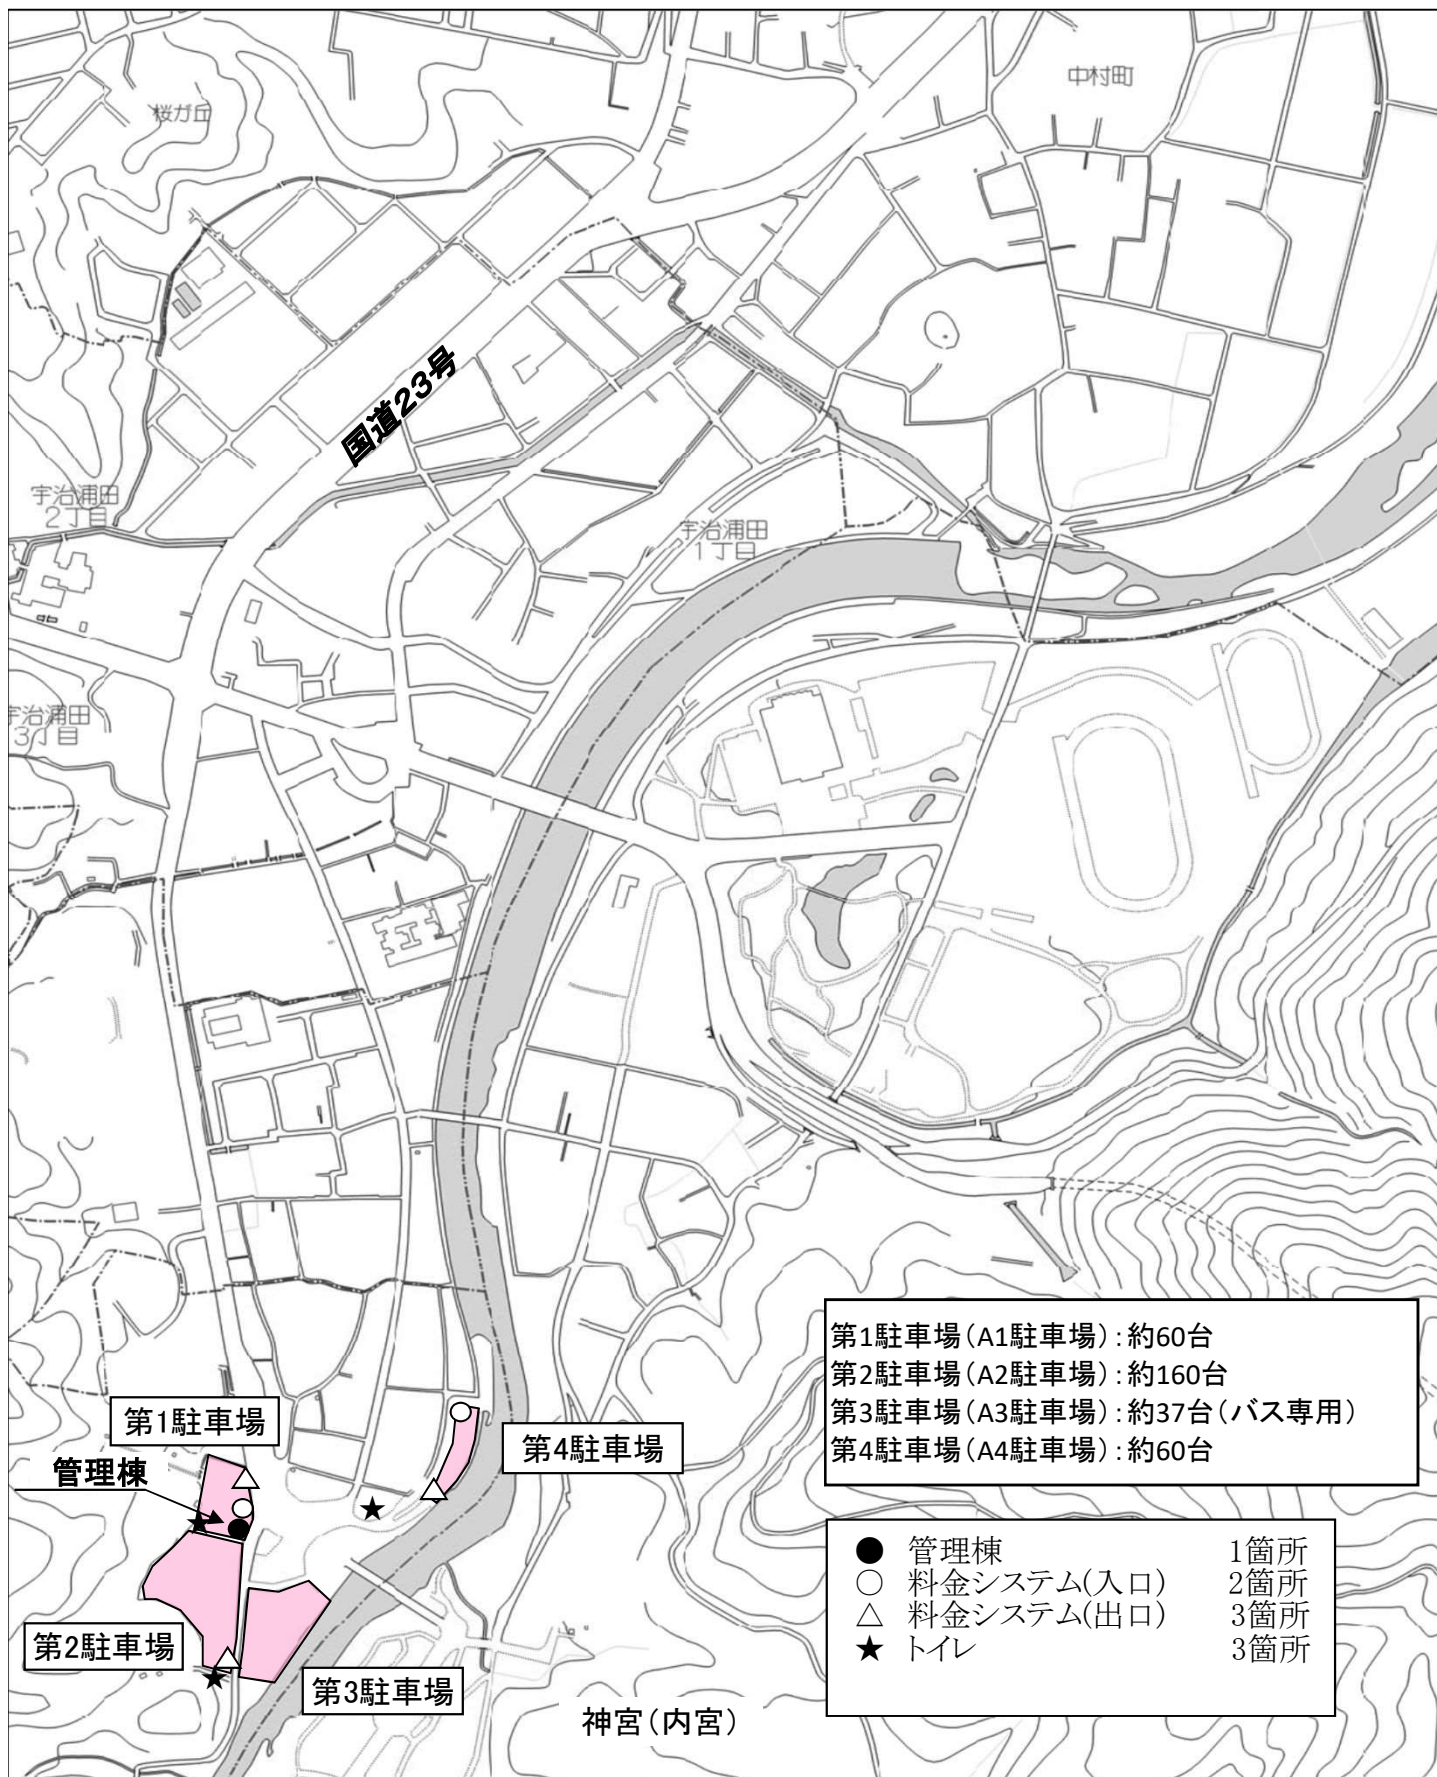 中村町
桜が丘
国道23号
宇治浦田
2丁目
宇治浦田
1丁目
宇治浦田
3丁目
第1駐車場(A1駐車場):約60台
第2駐車場(A2駐車場):約160台
第3駐車場(A3駐車場):約37台(バス専用)
第4駐車場(A4駐車場):約60台
第1駐車場
第4駐車場
管理棟
● 管理棟 1箇所
○ 料金システム(入口) 2箇所
△ 料金システム(出口) 3箇所
★ トイレ 3箇所
第2駐車場
第3駐車場
神宮(内宮)